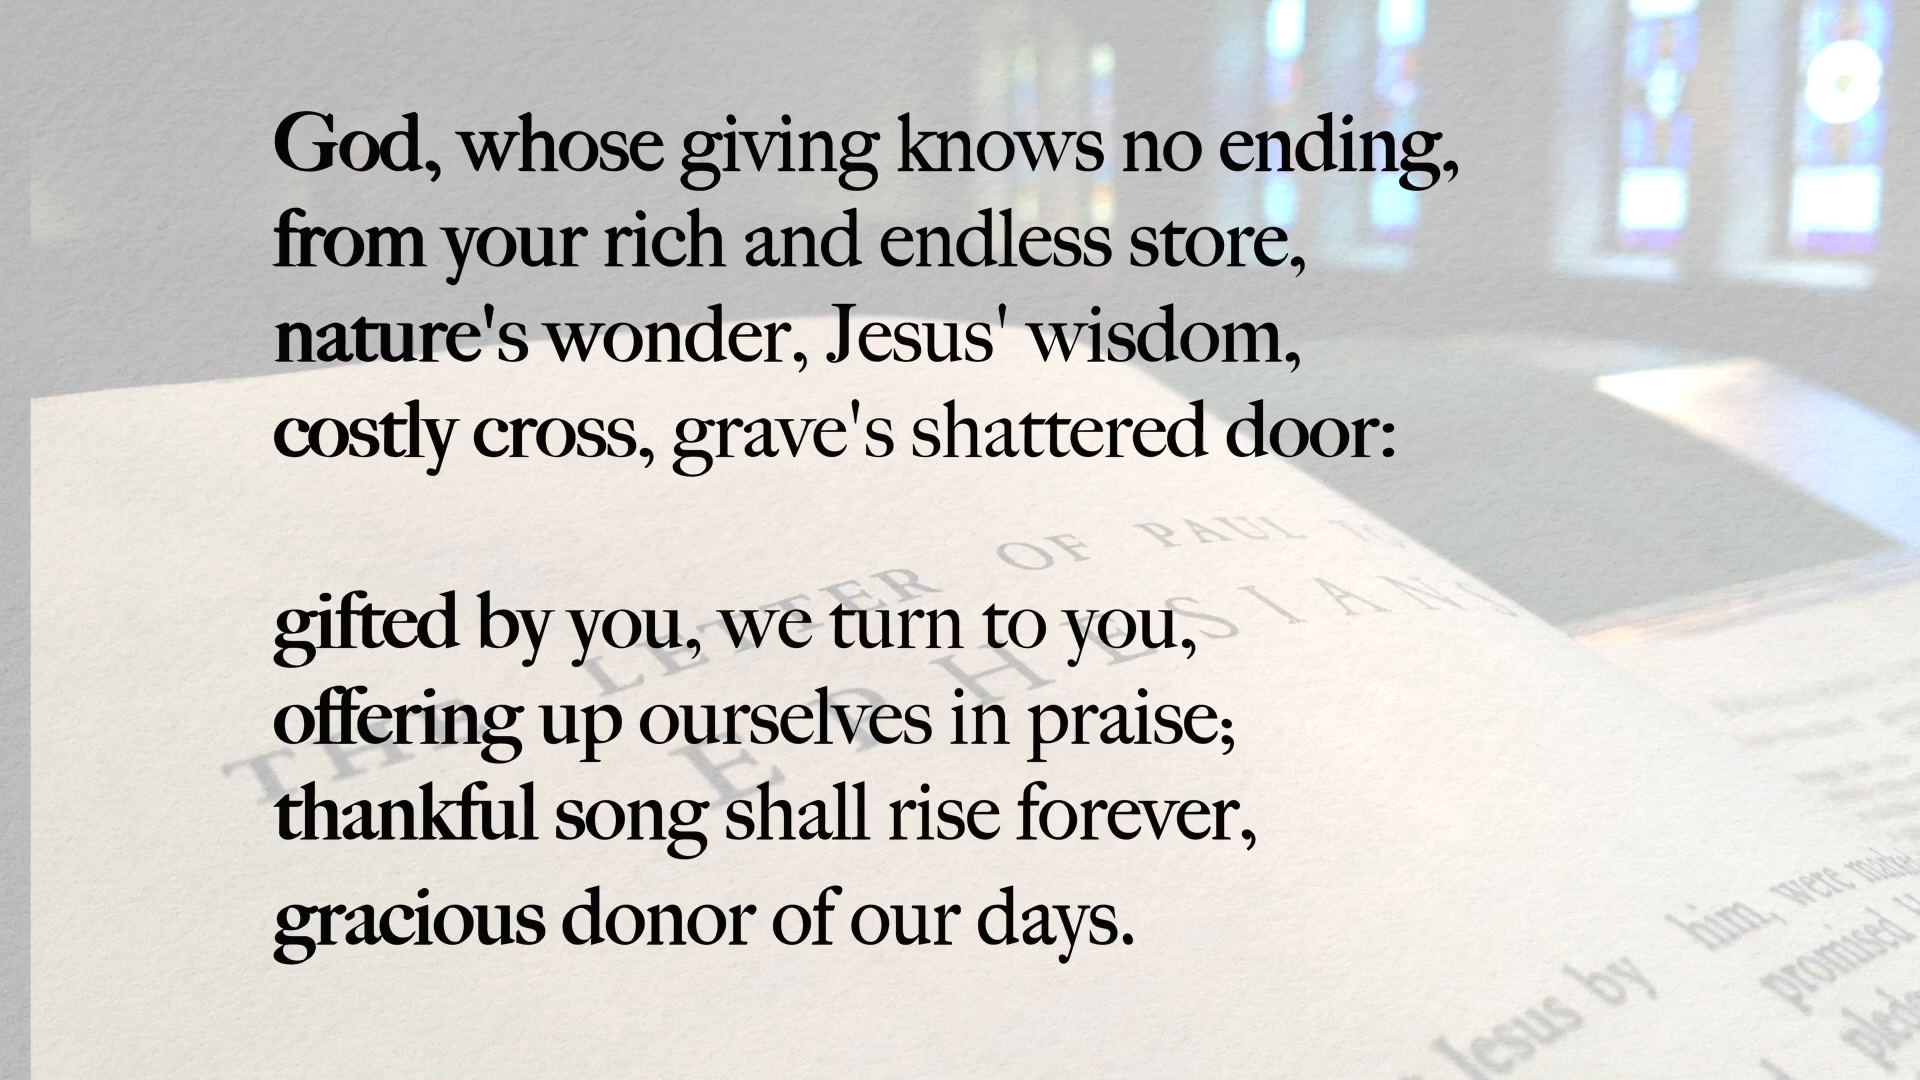 God, whose giving knows no ending,
from your rich and endless store,
nature's wonder, Jesus' wisdom,
costly cross, grave's shattered door:
gifted by you, we turn to you,
offering up ourselves in praise;
thankful song shall rise forever,
gracious donor of our days.
THE LETTER OF PAUL TO
EPHESIANS
him, were marked
promised H
Jesus by